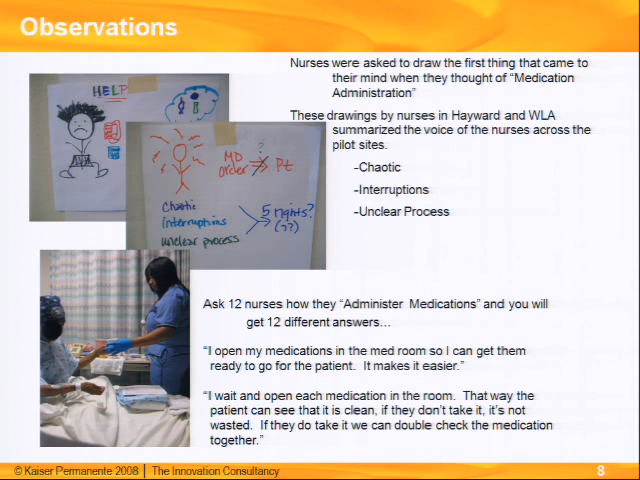 Observations
Nurses were asked to draw the first thing that came to
their mind when they thought of “Medication
Administration”
These drawings by nurses in Hayward and WLA
summarized the voice of the nurses across the
pilot sites.
-Chaotic
-Interruptions
-Unclear Process
HELP
?
MD
order
Pt
Chaotic
interruptions
unclear process
5 rights?
(??)
Ask 12 nurses how they “Administer Medications” and you will
get 12 different answers…
“I open my medications in the med room so I can get them
ready to go for the patient. It makes it easier.”
“I wait and open each medication in the room. That way the
patient can see that it is clean, if they don’t take it, it’s not
wasted. If they do take it we can double check the medication
together.”
© Kaiser Permanente 2008 | The Innovation Consultancy
8